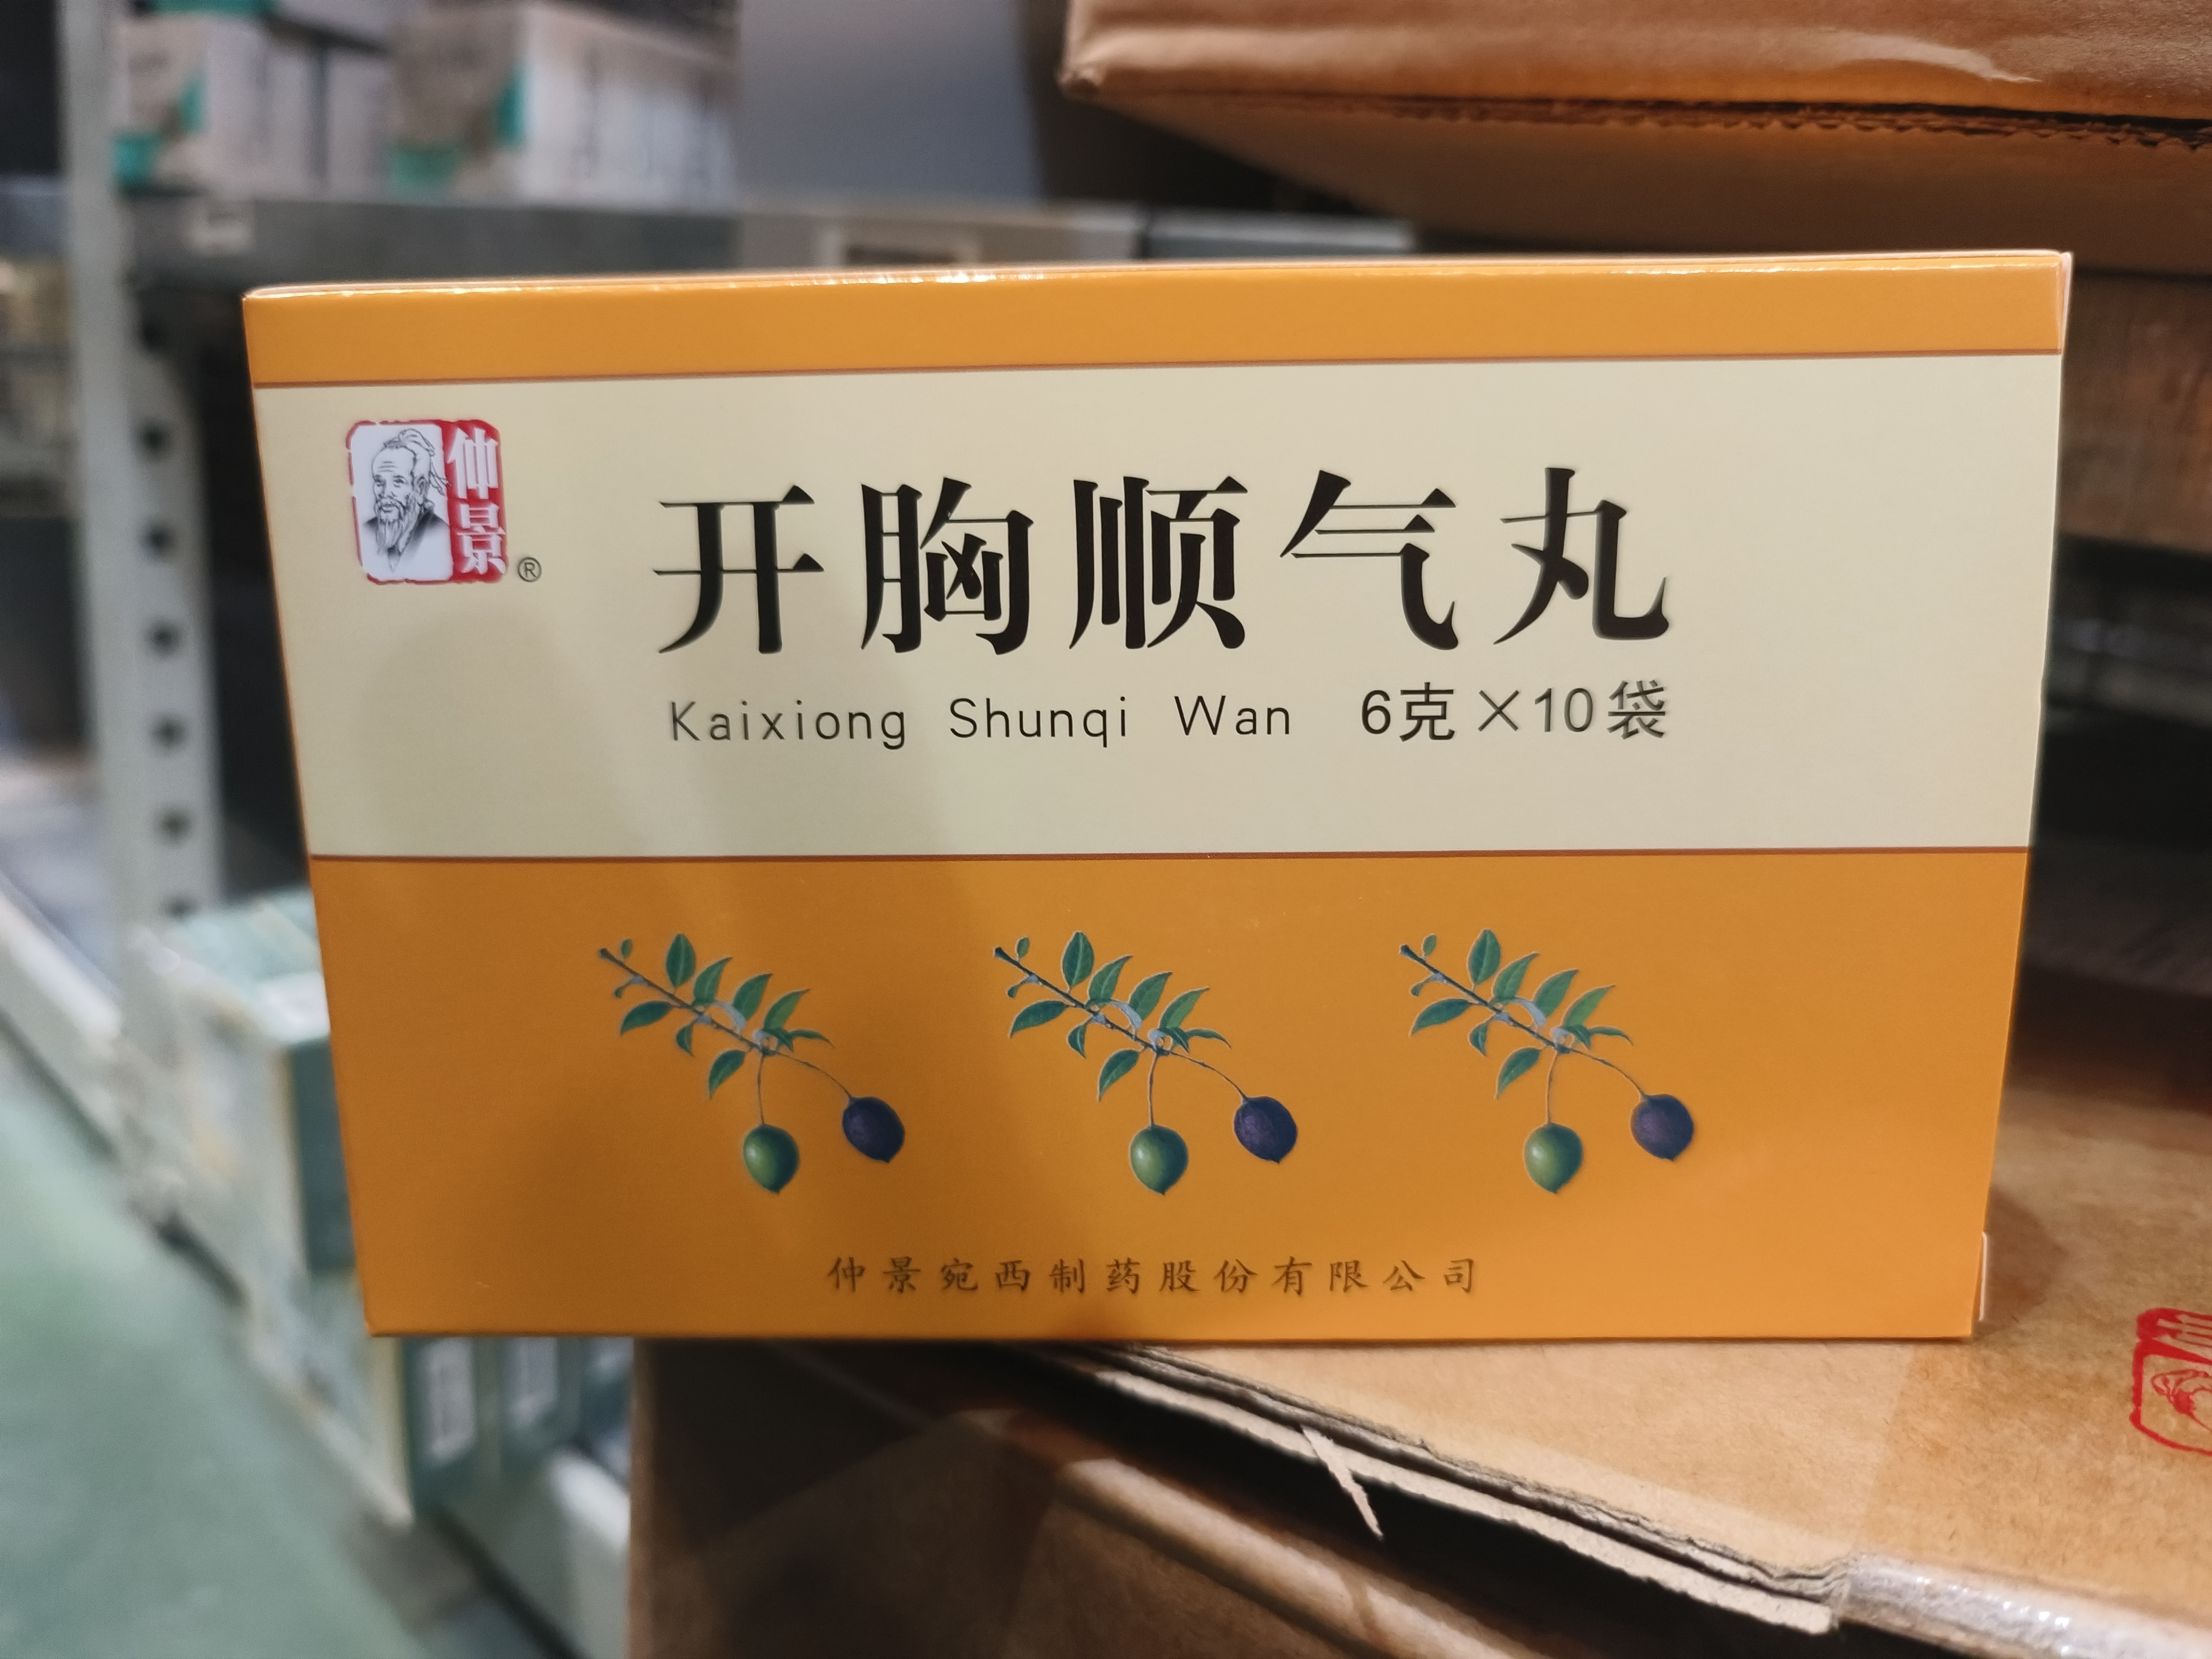 仲景®
开胸顺气丸
Kaixiong Shunqi Wan 6克×10袋
仲景宛西制药股份有限公司